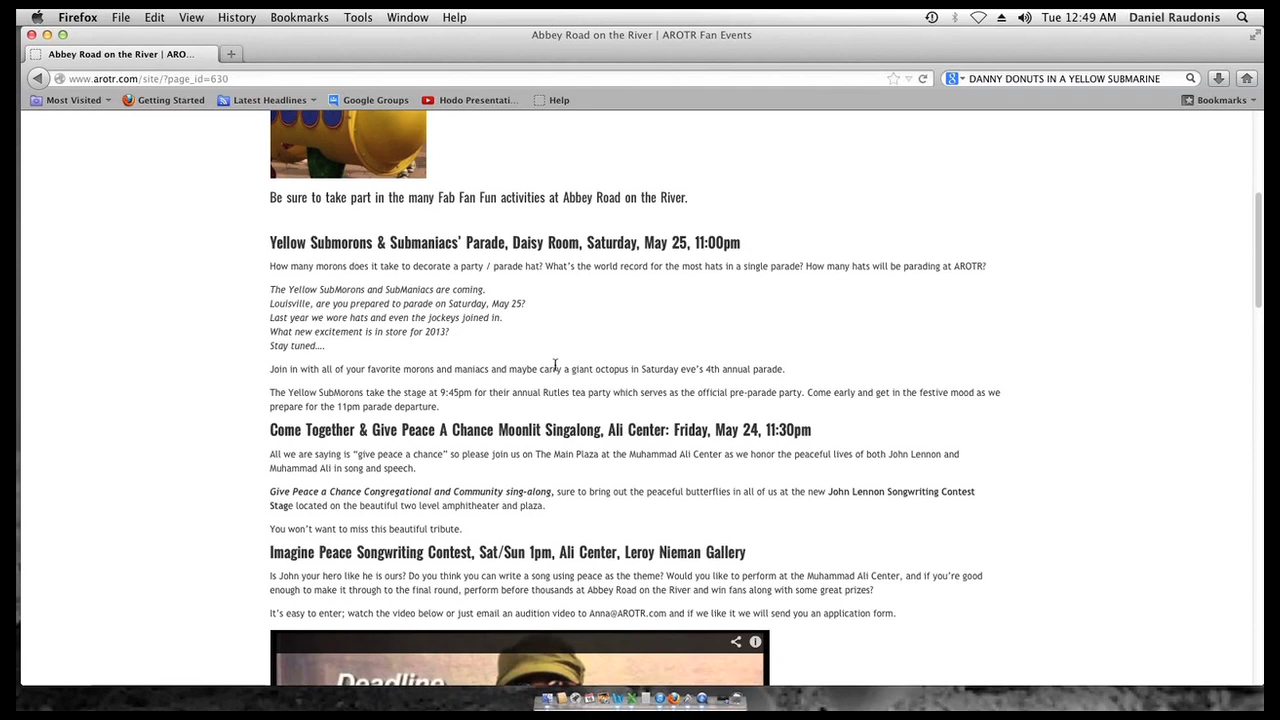 Firefox File Edit View History Bookmarks Tools Window Help Tue 12:49 AM Daniel Raudonis
Abbey Road on the River | AROTR Fan Events
Abbey Road on the River | ARO...
www.arotr.com/site/?page_id=630 DANNY DONUTS IN A YELLOW SUBMARINE
Most Visited Getting Started Latest Headlines Google Groups Hodo Presentati... Help Bookmarks
Be sure to take part in the many Fab Fan Fun activities at Abbey Road on the River.
Yellow Submorons & Submaniacs’ Parade, Daisy Room, Saturday, May 25, 11:00pm
How many morons does it take to decorate a party / parade hat? What’s the world record for the most hats in a single parade? How many hats will be parading at AROTR?
The Yellow SubMorons and SubManiacs are coming.
Louisville, are you prepared to parade on Saturday, May 25?
Last year we wore hats and even the jockeys joined in.
What new excitement is in store for 2013?
Stay tuned....
Join in with all of your favorite morons and maniacs and maybe carry a giant octopus in Saturday eve’s 4th annual parade.
The Yellow SubMorons take the stage at 9:45pm for their annual Rutles tea party which serves as the official pre-parade party. Come early and get in the festive mood as we
prepare for the 11pm parade departure.
Come Together & Give Peace A Chance Moonlit Singalong, Ali Center: Friday, May 24, 11:30pm
All we are saying is “give peace a chance” so please join us on The Main Plaza at the Muhammad Ali Center as we honor the peaceful lives of both John Lennon and
Muhammad Ali in song and speech.
Give Peace a Chance Congregational and Community sing-along, sure to bring out the peaceful butterflies in all of us at the new John Lennon Songwriting Contest
Stage located on the beautiful two level amphitheater and plaza.
You won’t want to miss this beautiful tribute.
Imagine Peace Songwriting Contest, Sat/Sun 1pm, Ali Center, Leroy Nieman Gallery
Is John your hero like he is ours? Do you think you can write a song using peace as the theme? Would you like to perform at the Muhammad Ali Center, and if you’re good
enough to make it through to the final round, perform before thousands at Abbey Road on the River and win fans along with some great prizes?
It’s easy to enter; watch the video below or just email an audition video to Anna@AROTR.com and if we like it we will send you an application form.
Deadline